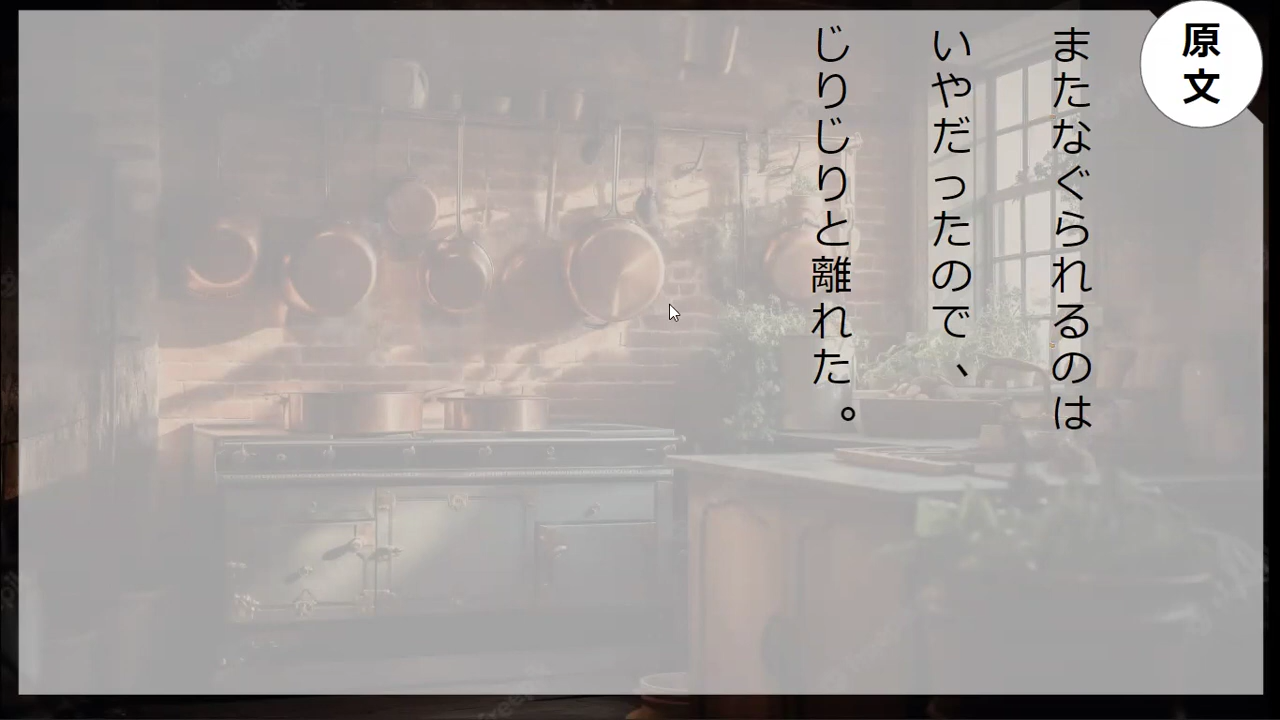 原文
またなぐられるのは
いやだったので、
じりじりと離れた。